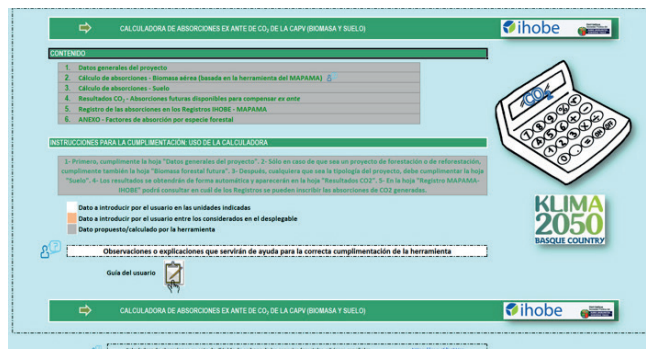 CALCULADORA DE ABSORCIONES EX ANTE DE CO₂ DE LA CAPV (BIOMASA Y SUELO)
ihobe
CONTENIDO
1. Datos generales del proyecto
2. Cálculo de absorciones - Biomasa aérea (basada en la herramienta del MAPAMA)
3. Cálculo de absorciones - Suelo
4. Resultados CO₂ - Absorciones futuras disponibles para compensar ex ante
5. Registro de las absorciones en los Registros IHOBE - MAPAMA
6. ANEXO - Factores de absorción por especie forestal
CO₂
INSTRUCCIONES PARA LA CUMPLIMENTACIÓN: USO DE LA CALCULADORA
1- Primero, cumplimente la hoja "Datos generales del proyecto". 2- Sólo en caso de que sea un proyecto de forestación o de reforestación,
cumplimente también la hoja "Biomasa forestal futura". 3- Después, cualquiera que sea la tipología del proyecto, debe cumplimentar la hoja
"Suelo". 4- Los resultados se obtendrán de forma automática y aparecerán en la hoja "Resultados CO2". 5- En la hoja "Registro MAPAMA-
IHOBE" podrá consultar en cuál de los Registros se pueden inscribir las absorciones de CO2 generadas.
Dato a introducir por el usuario en las unidades indicadas
Dato a introducir por el usuario entre los considerados en el desplegable
Dato propuesto/calculado por la herramienta
KLIMA
2050
BASQUE COUNTRY
Observaciones o explicaciones que servirán de ayuda para la correcta cumplimentación de la herramienta
Guía del usuario
CALCULADORA DE ABSORCIONES EX ANTE DE CO₂ DE LA CAPV (BIOMASA Y SUELO)
ihobe